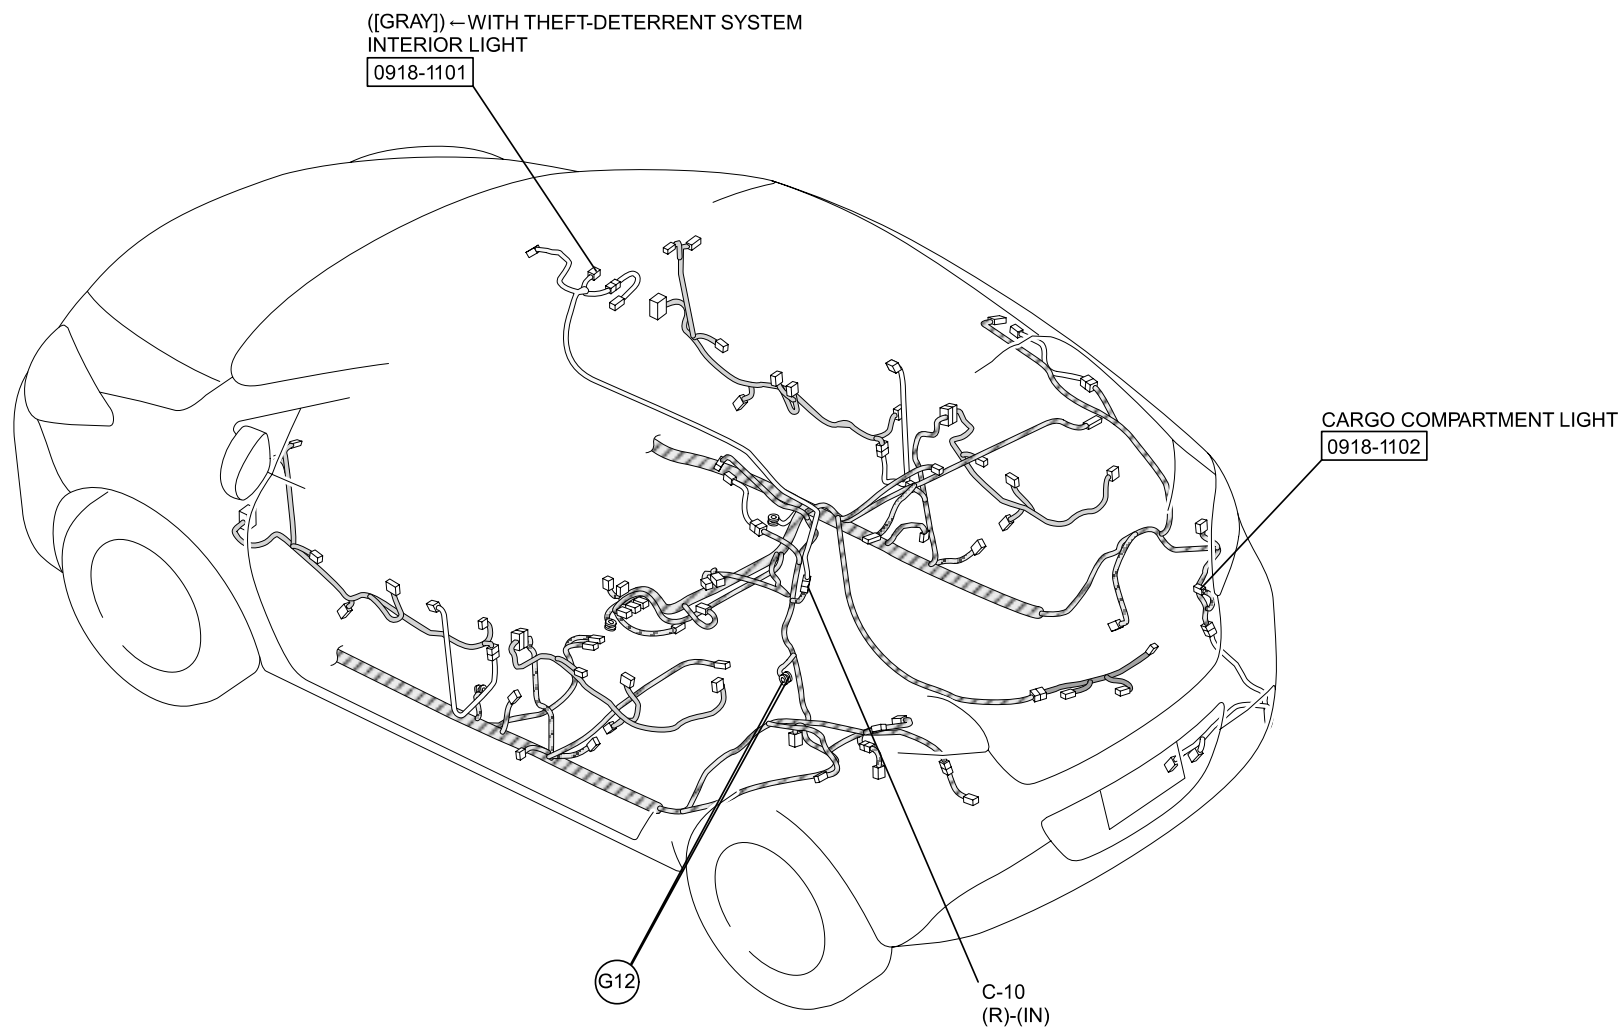 ([GRAY])←WITH THEFT-DETERRENT SYSTEM
INTERIOR LIGHT
0918-1101
CARGO COMPARTMENT LIGHT
0918-1102
G12
C-10
(R)-(IN)